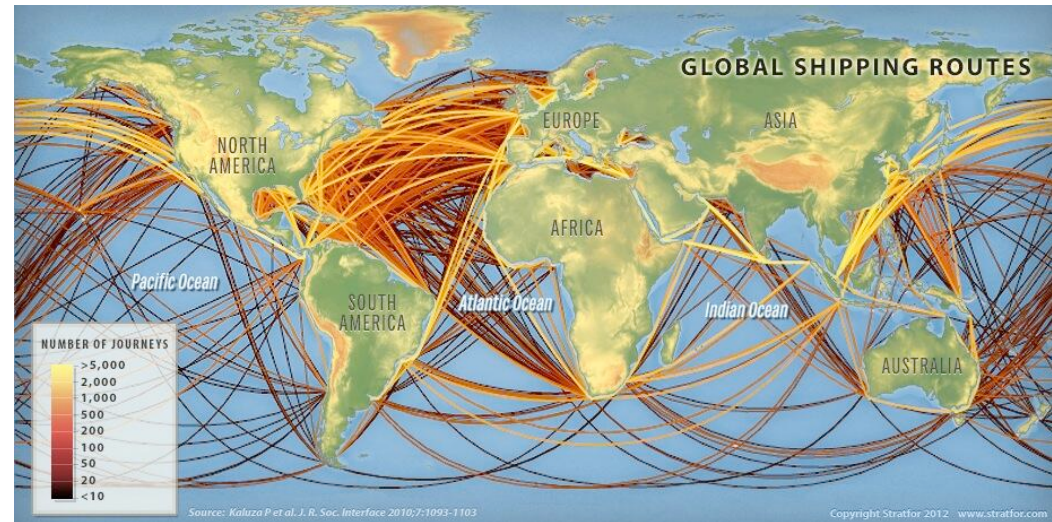 GLOBAL SHIPPING ROUTES
NORTH
AMERICA
EUROPE
ASIA
AFRICA
Pacific Ocean
SOUTH
AMERICA
Atlantic Ocean
Indian Ocean
AUSTRALIA
NUMBER OF JOURNEYS
>5,000
2,000
1,000
500
200
100
50
20
<10
Source: Kaluza P et al. J. R. Soc. Interface 2010;7:1093-1103
Copyright Stratfor 2012 www.stratfor.com